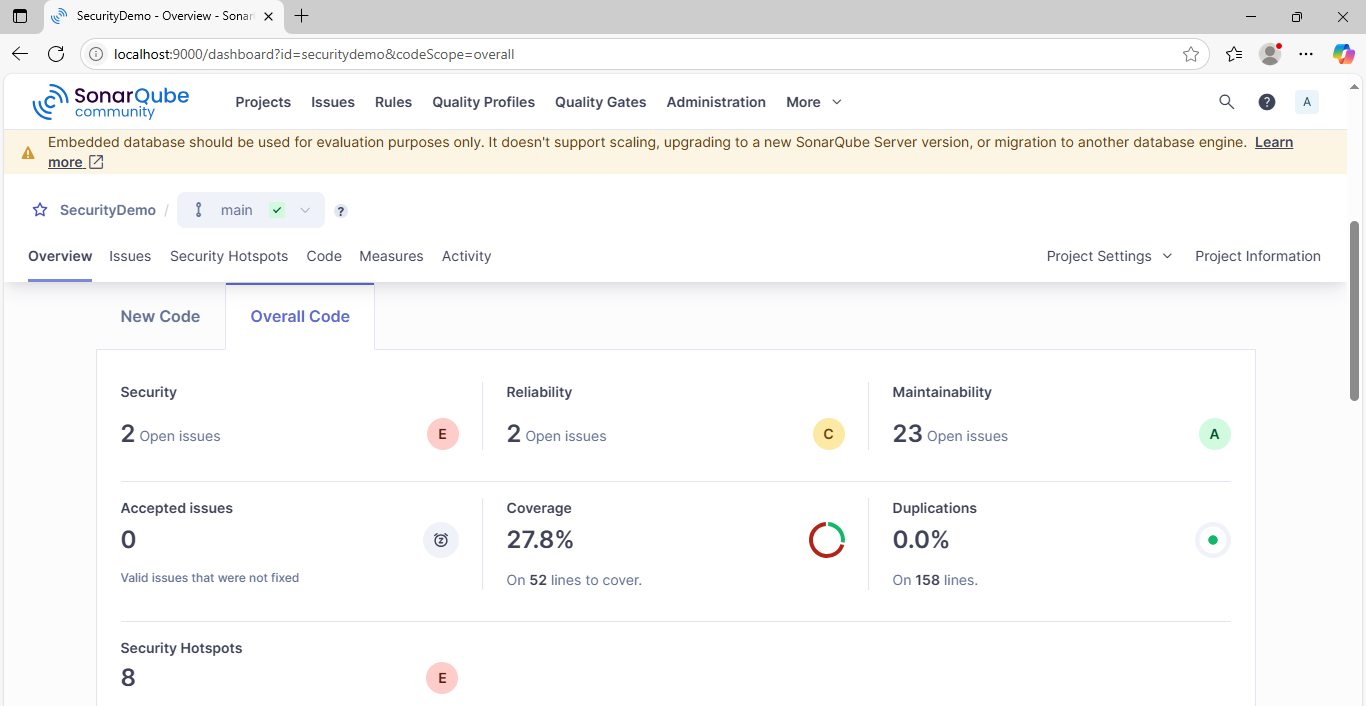 SecurityDemo - Overview - Sonar
localhost:9000/dashboard?id=securitydemo&codeScope=overall
SonarQube
community
Projects Issues Rules Quality Profiles Quality Gates Administration More
? A
Embedded database should be used for evaluation purposes only. It doesn't support scaling, upgrading to a new SonarQube Server version, or migration to another database engine. Learn
more
SecurityDemo / main ?
Overview Issues Security Hotspots Code Measures Activity Project Settings Project Information
New Code Overall Code
Security Reliability Maintainability
2 Open issues E 2 Open issues C 23 Open issues A
Accepted issues Coverage Duplications
0 27.8% 0.0%
Valid issues that were not fixed On 52 lines to cover. On 158 lines.
Security Hotspots
8 E